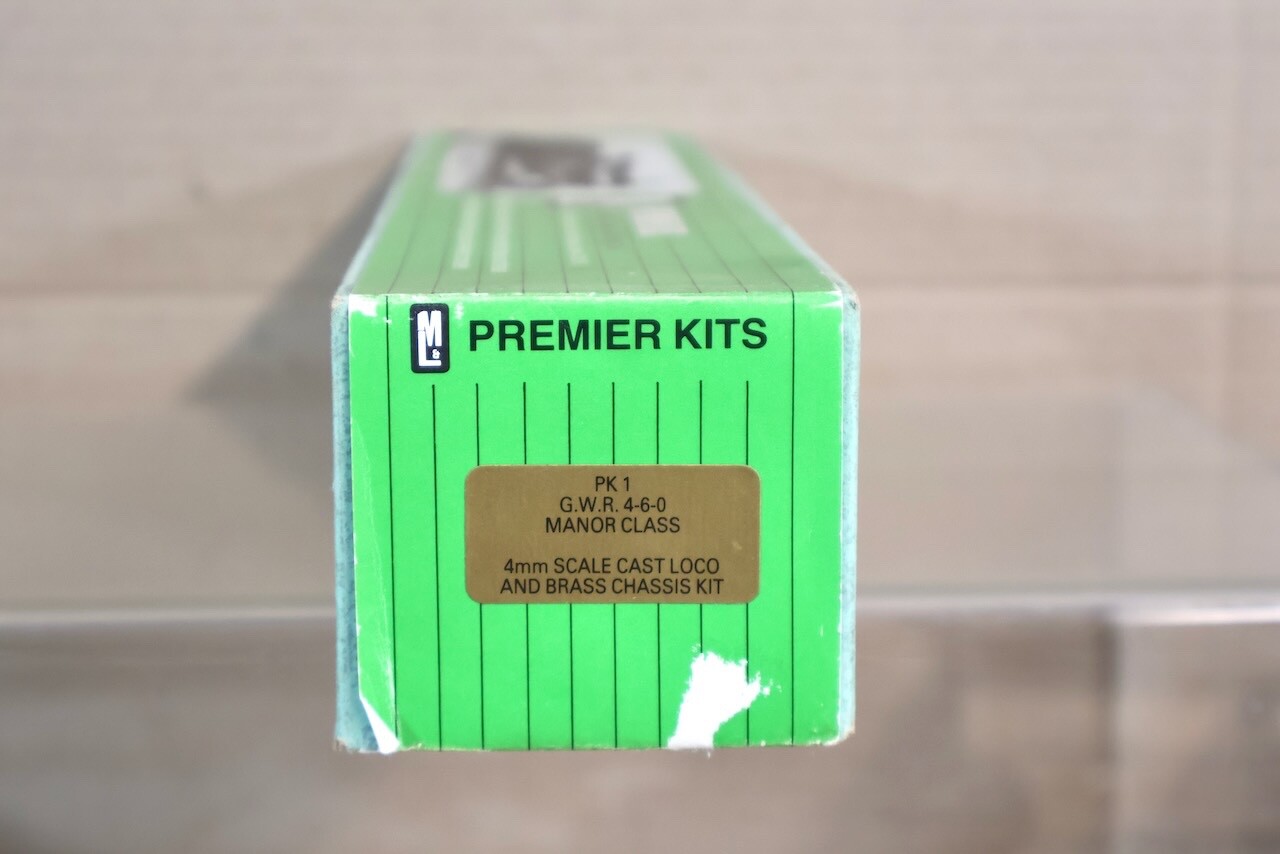 M&L PREMIER KITS
PK 1
G.W.R. 4-6-0
MANOR CLASS
4mm SCALE CAST LOCO
AND BRASS CHASSIS KIT